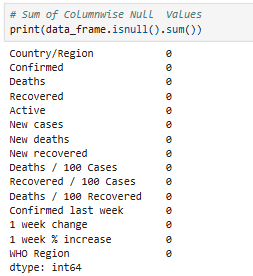 # Sum of Columnwise Null  Values
print(data_frame.isnull().sum())
Country/Region 0
Confirmed 0
Deaths 0
Recovered 0
Active 0
New cases 0
New deaths 0
New recovered 0
Deaths / 100 Cases 0
Recovered / 100 Cases 0
Deaths / 100 Recovered 0
Confirmed last week 0
1 week change 0
1 week % increase 0
WHO Region 0
dtype: int64